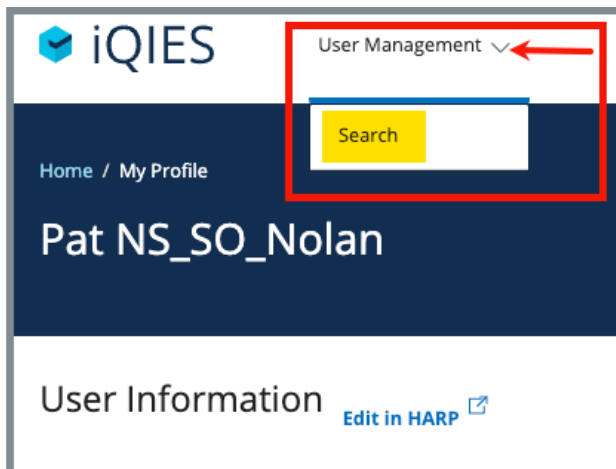 iQIES
User Management
Search
Home / My Profile
Pat NS_SO_Nolan
User Information
Edit in HARP